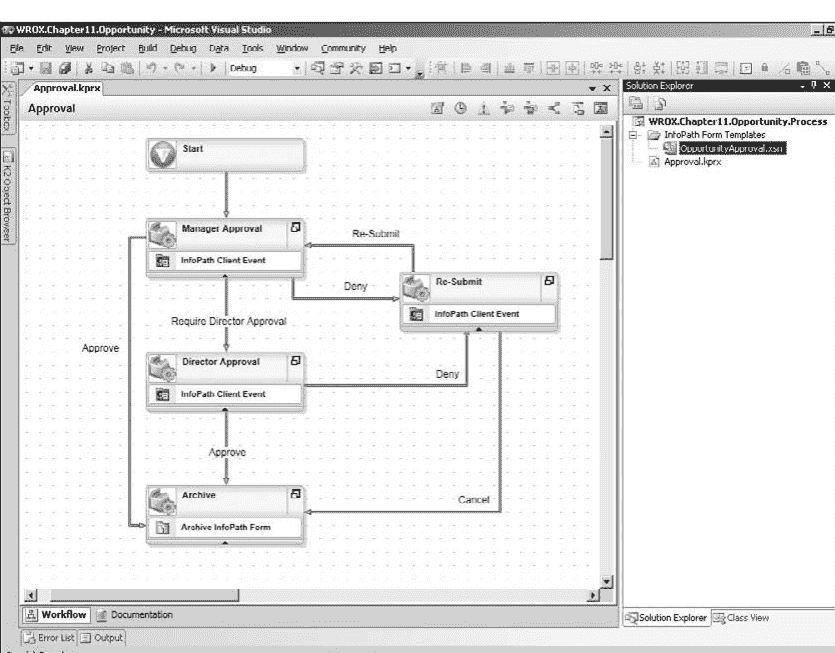 WROX.Chapter11.Opportunity - Microsoft Visual Studio
File Edit View Project Build Debug Data Tools Window Community Help
Debug
Approval.kprx
Solution Explorer
Toolbox
K2 Object Browser
Approval
WROX.Chapter11.Opportunity.Process
InfoPath Form Templates
OpportunityApproval.xsn
Approval.kprx
Start
Manager Approval
InfoPath Client Event
Re-Submit
Deny
Re-Submit
InfoPath Client Event
Require Director Approval
Approve
Director Approval
InfoPath Client Event
Deny
Approve
Archive
Archive InfoPath Form
Cancel
Workflow Documentation
Solution Explorer Class View
Error List Output